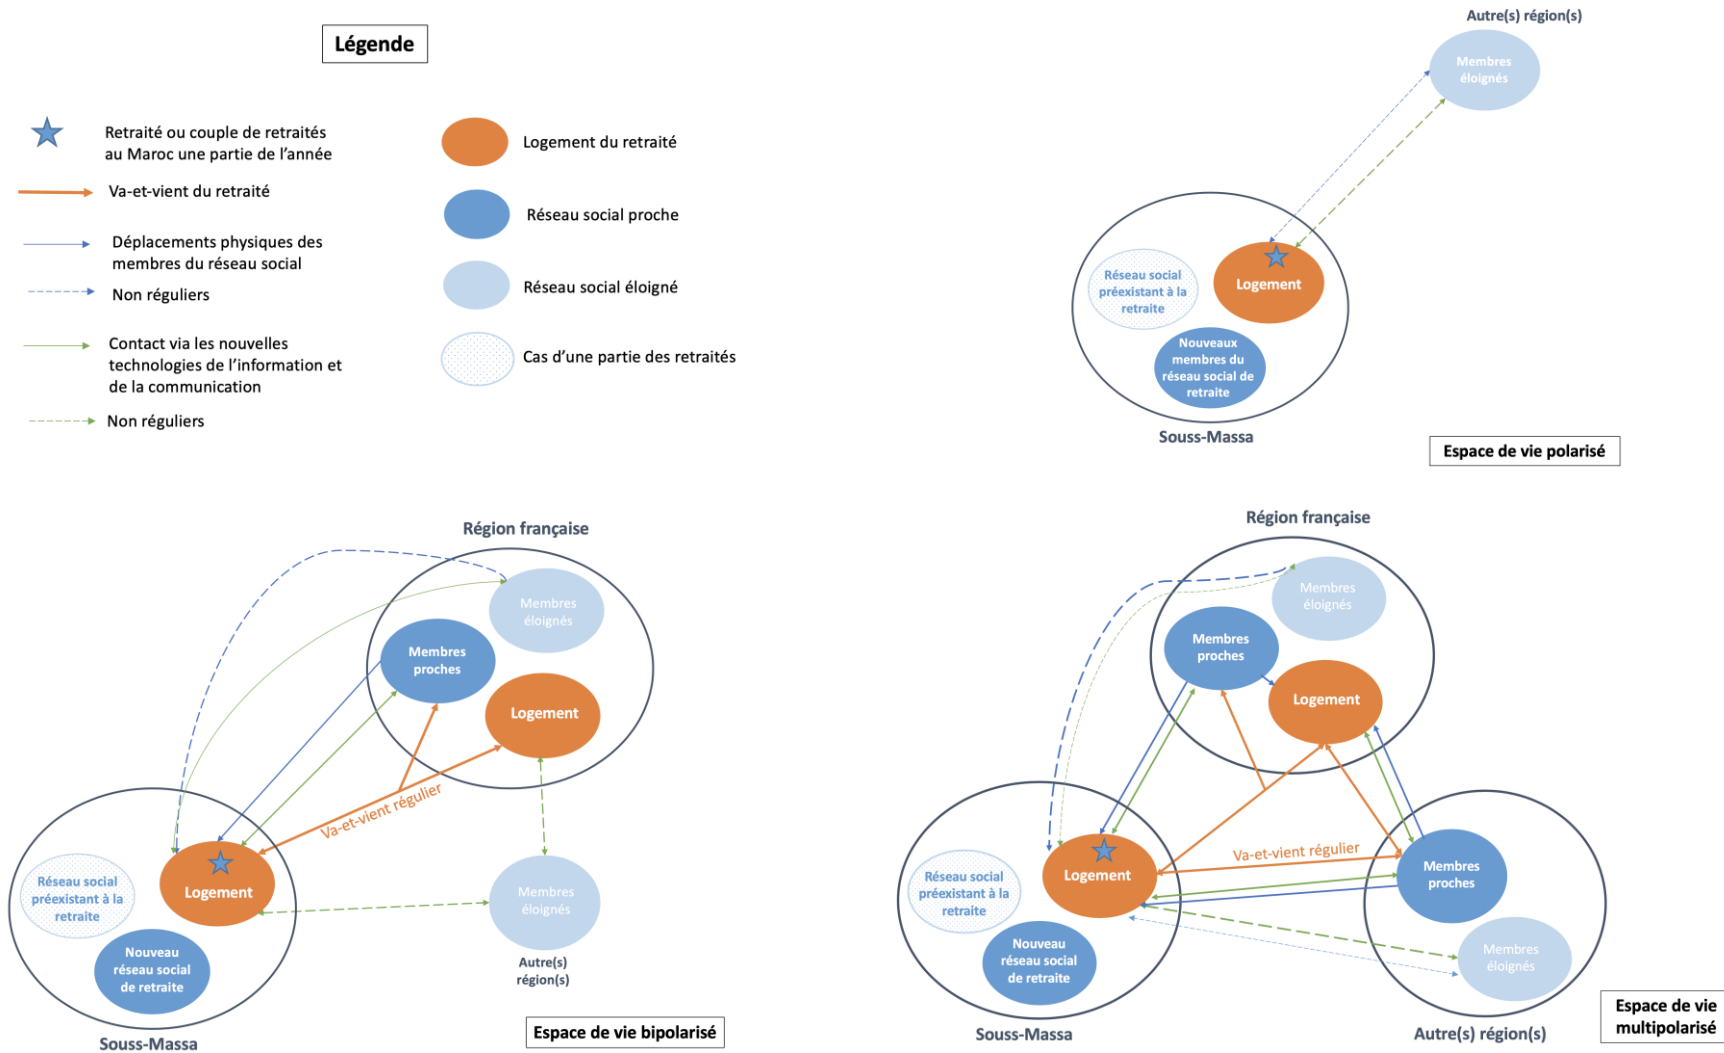 Légende
Retraité ou couple de retraités
au Maroc une partie de l'année
Va-et-vient du retraité
Déplacements physiques des
membres du réseau social
Non réguliers
Contact via les nouvelles
technologies de l'information et
de la communication
Non réguliers
Logement du retraité
Réseau social proche
Réseau social éloigné
Cas d'une partie des retraités
Autre(s) région(s)
Membres
éloignés
Réseau social
préexistant à la
retraite
Logement
Nouveaux
membres du
réseau social de
retraite
Souss-Massa
Espace de vie polarisé
Région française
Membres
éloignés
Membres
proches
Logement
Va-et-vient régulier
Réseau social
préexistant à la
retraite
Logement
Nouveau
réseau social
de retraite
Membres
éloignés
Autre(s)
région(s)
Souss-Massa
Espace de vie bipolarisé
Région française
Membres
éloignés
Membres
proches
Logement
Va-et-vient régulier
Réseau social
préexistant à la
retraite
Logement
Nouveau
réseau social
de retraite
Membres
proches
Membres
éloignés
Souss-Massa
Autre(s) région(s)
Espace de vie
multipolarisé